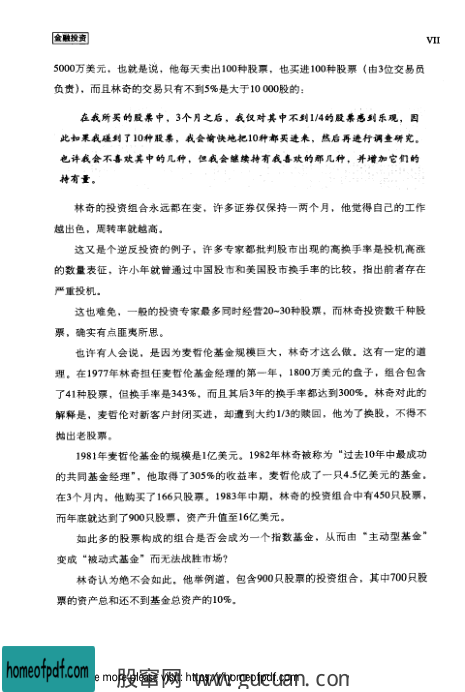 金融投资
VII
5000万美元，也就是说，他每天卖出100种股票，也买进100种股票（由3位交易员
负责），而且林奇的交易只有不到5%是大于10 000股的：
在我所买的股票中，3个月之后，我仅对其中不到1/4的股票感到乐观，因
此如果我碰到了10种股票，我会愉快地把10种都买进来，然后再进行调查研究。
也许我会不喜欢其中的几种，但我会继续持有我喜欢的那几种，并增加它们的
持有量。
林奇的投资组合永远都在变，许多证券仅保持一两个月，他觉得自己的工作
越出色，周转率就越高。
这又是个逆反投资的例子，许多专家都批判股市出现的高换手率是投机高涨
的数量表征，许小年就曾通过中国股市和美国股市换手率的比较，指出前者存在
严重投机。
这也难免，一般的投资专家最多同时经营20~30种股票，而林奇投资数千种股
票，确实有点匪夷所思。
也许有人会说，是因为麦哲伦基金规模巨大，林奇才这么做。这有一定的道
理。在1977年林奇担任麦哲伦基金经理的第一年，1800万美元的盘子，组合包含
了41种股票，但换手率是343%，而且其后3年的换手率都达到300%。林奇对此的
解释是，麦哲伦对新客户封闭买进，却遭到大约1/3的赎回，他为了换股，不得不
抛出老股票。
1981年麦哲伦基金的规模是1亿美元。1982年林奇被称为“过去10年中最成功
的共同基金经理”，他取得了305%的收益率，麦哲伦成了一只4.5亿美元的基金。
在3个月内，他购买了166只股票。1983年中期，林奇的投资组合中有450只股票，
而年底就达到了900只股票，资产升值至16亿美元。
如此多的股票构成的组合是否会成为一个指数基金，从而由“主动型基金”
变成“被动式基金”而无法战胜市场？
林奇认为绝不会如此。他举例道，包含900只股票的投资组合，其中700只股
票的资产总和还不到基金总资产的10%。
homeofpdf.com
e more please visit: https://homeofpdf.com
股窜网 www.gucuan.com